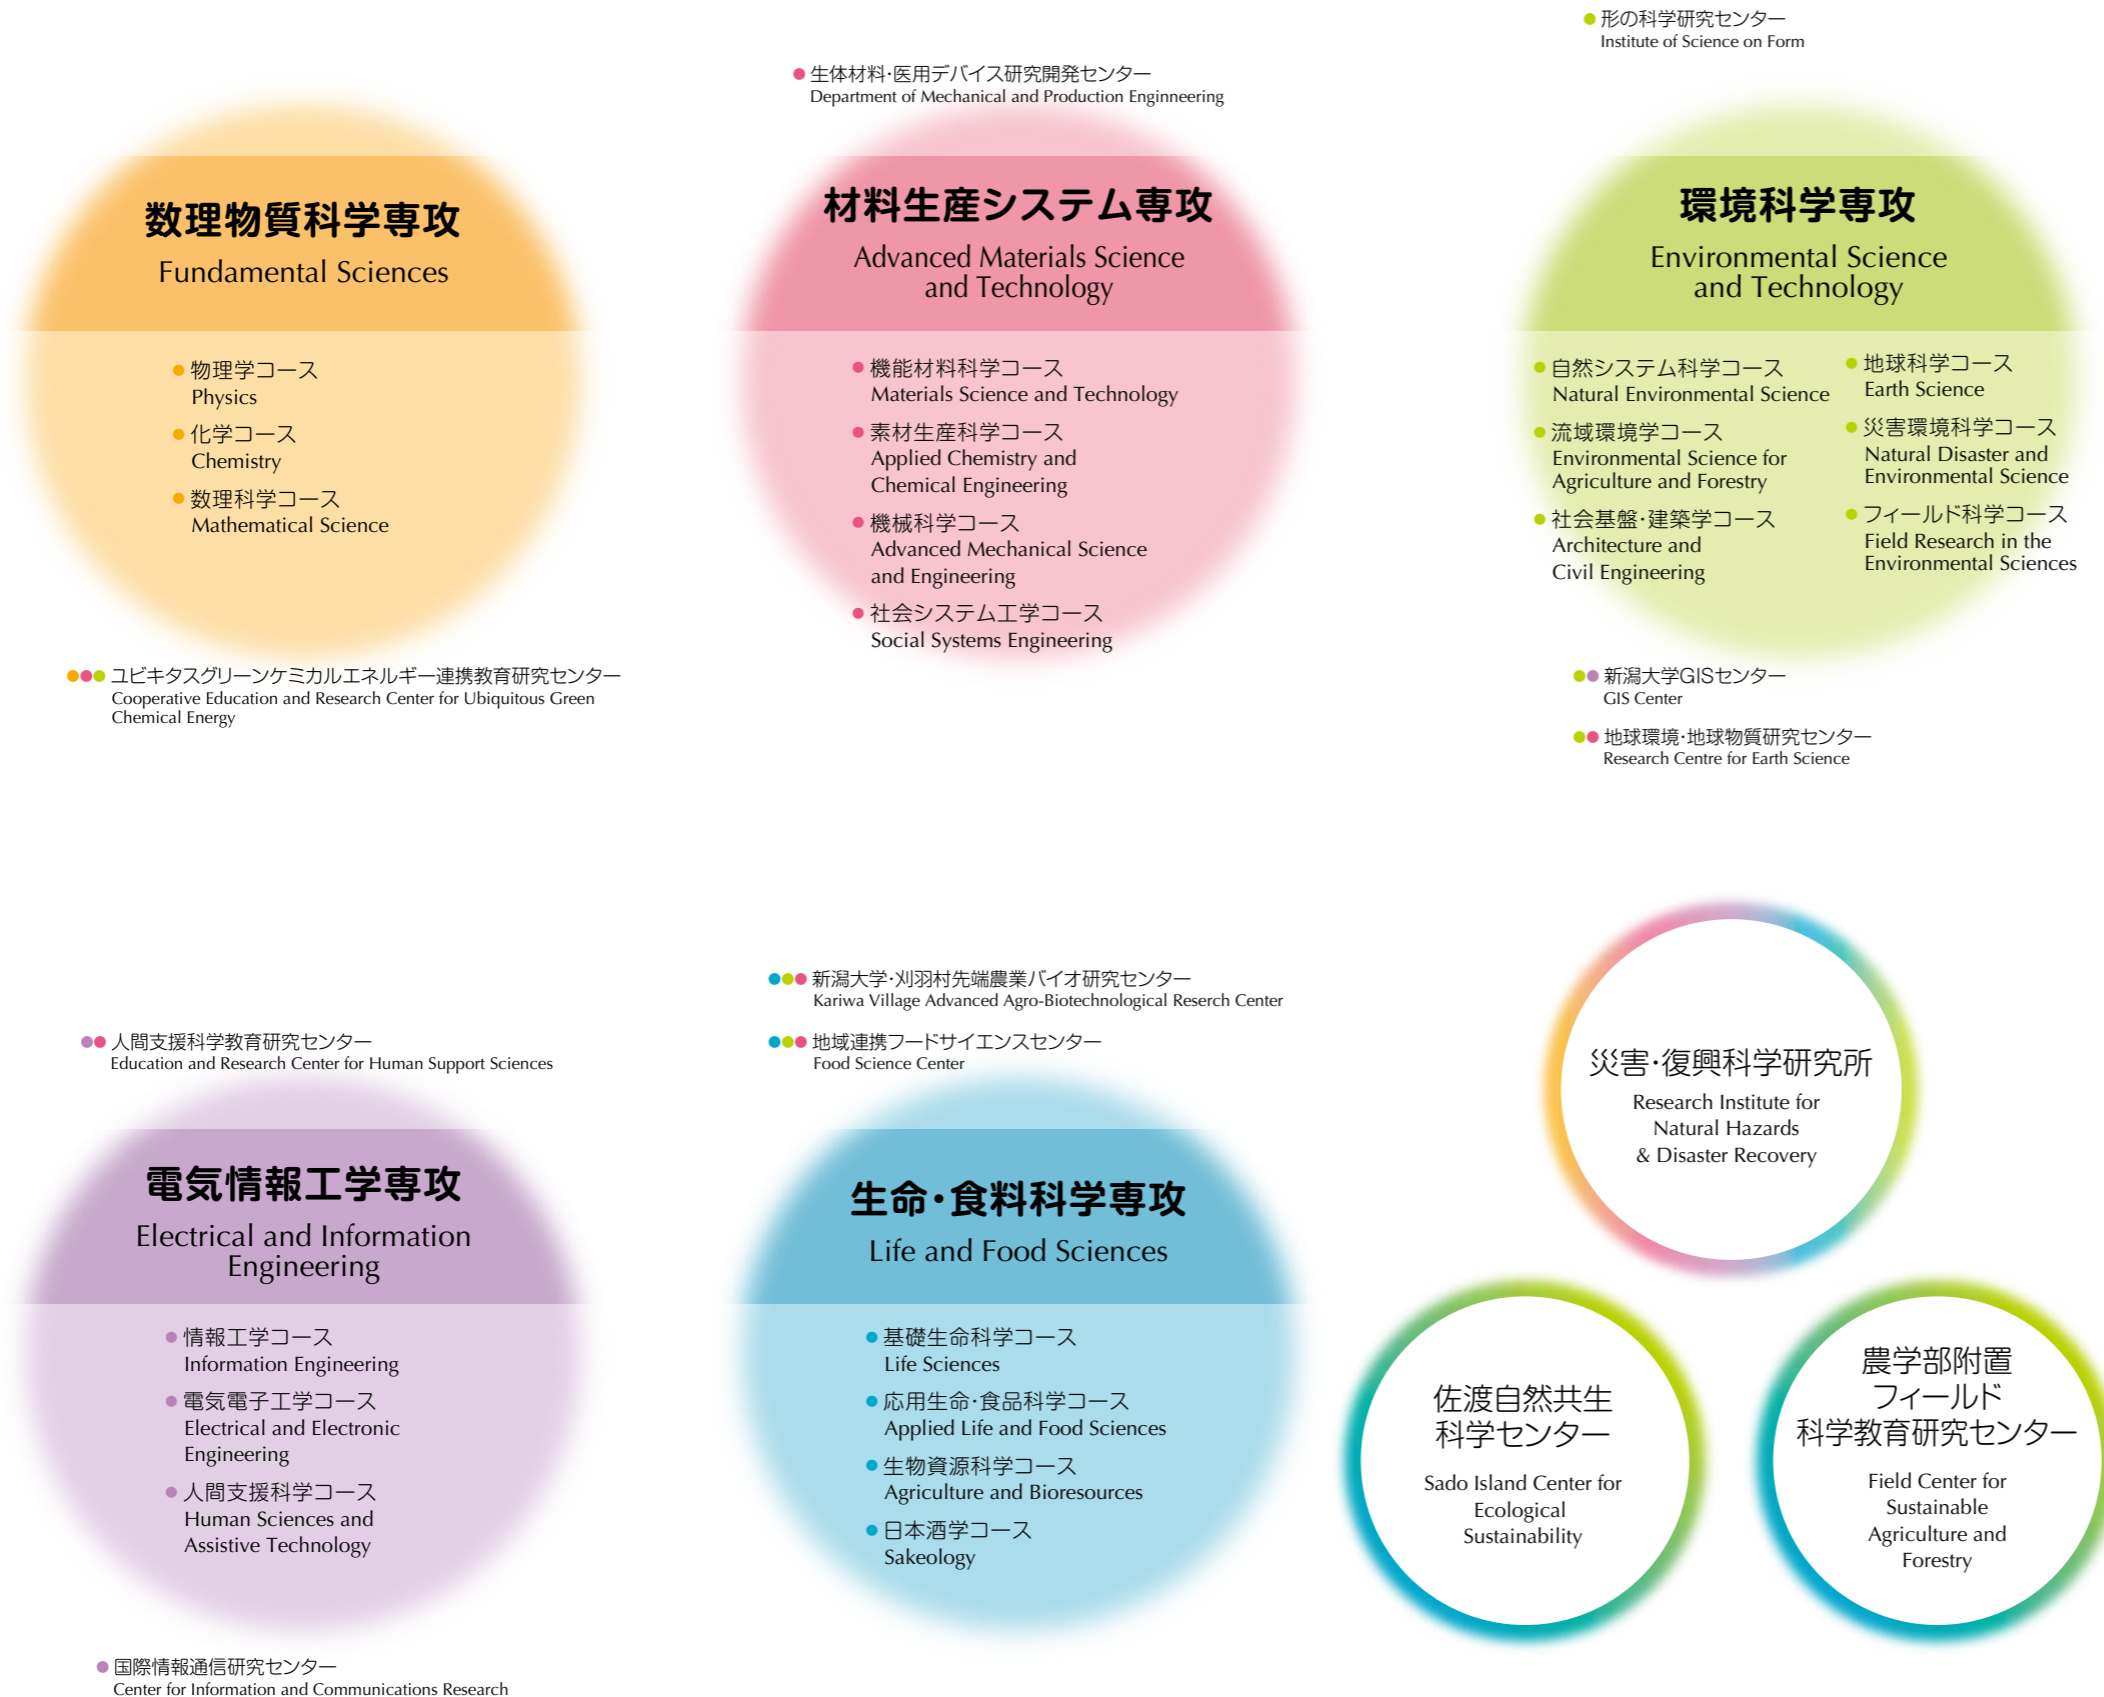 数理物質科学専攻
Fundamental Sciences
物理学コース
Physics
化学コース
Chemistry
数理科学コース
Mathematical Science
ユビキタスグリーンケミカルエネルギー連携教育研究センター
Cooperative Education and Research Center for Ubiquitous Green
Chemical Energy
生体材料・医用デバイス研究開発センター
Department of Mechanical and Production Enginneering
材料生産システム専攻
Advanced Materials Science
and Technology
機能材料科学コース
Materials Science and Technology
素材生産科学コース
Applied Chemistry and
Chemical Engineering
機械科学コース
Advanced Mechanical Science
and Engineering
社会システム工学コース
Social Systems Engineering
形の科学研究センター
Institute of Science on Form
環境科学専攻
Environmental Science
and Technology
自然システム科学コース
Natural Environmental Science
流域環境学コース
Environmental Science for
Agriculture and Forestry
社会基盤・建築学コース
Architecture and
Civil Engineering
地球科学コース
Earth Science
災害環境科学コース
Natural Disaster and
Environmental Science
フィールド科学コース
Field Research in the
Environmental Sciences
新潟大学GISセンター
GIS Center
地球環境・地球物質研究センター
Research Centre for Earth Science
人間支援科学教育研究センター
Education and Research Center for Human Support Sciences
電気情報工学専攻
Electrical and Information
Engineering
情報工学コース
Information Engineering
電気電子工学コース
Electrical and Electronic
Engineering
人間支援科学コース
Human Sciences and
Assistive Technology
国際情報通信研究センター
Center for Information and Communications Research
新潟大学・刈羽村先端農業バイオ研究センター
Kariwa Village Advanced Agro-Biotechnological Reserch Center
地域連携フードサイエンスセンター
Food Science Center
生命・食料科学専攻
Life and Food Sciences
基礎生命科学コース
Life Sciences
応用生命・食品科学コース
Applied Life and Food Sciences
生物資源科学コース
Agriculture and Bioresources
日本酒学コース
Sakeology
災害・復興科学研究所
Research Institute for
Natural Hazards
& Disaster Recovery
佐渡自然共生
科学センター
Sado Island Center for
Ecological
Sustainability
農学部附置
フィールド
科学教育研究センター
Field Center for
Sustainable
Agriculture and
Forestry